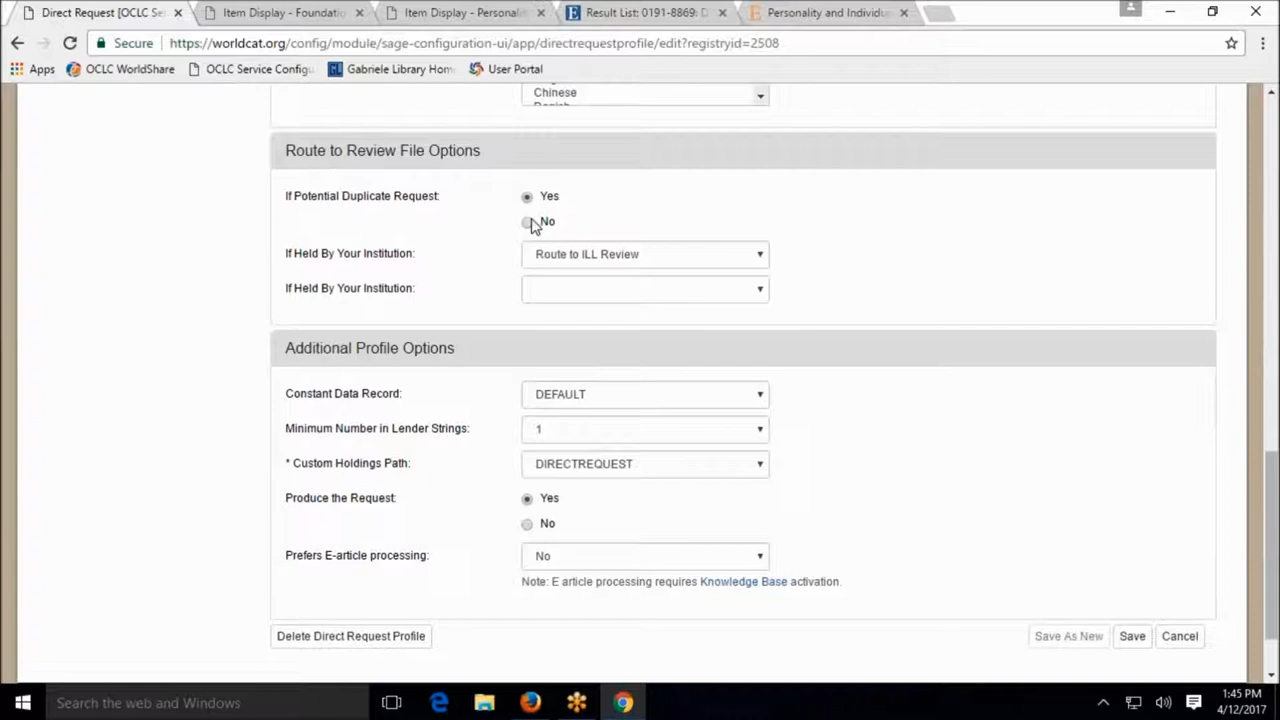 Direct Request [OCLC Se
Item Display - Foundatio
Item Display - Personali
Result List: 0191-8869: D
Personality and Individu
Secure
https://worldcat.org/config/module/sage-configuration-ui/app/directrequestprofile/edit?registryid=2508
Apps
OCLC WorldShare
OCLC Service Configu
Gabriele Library Hom
User Portal
Chinese
Route to Review File Options
If Potential Duplicate Request:
Yes
No
If Held By Your Institution:
Route to ILL Review
If Held By Your Institution:
Additional Profile Options
Constant Data Record:
DEFAULT
Minimum Number in Lender Strings:
1
* Custom Holdings Path:
DIRECTREQUEST
Produce the Request:
Yes
No
Prefers E-article processing:
No
Note: E article processing requires Knowledge Base activation.
Delete Direct Request Profile
Save As New
Save
Cancel
Search the web and Windows
1:45 PM
4/12/2017